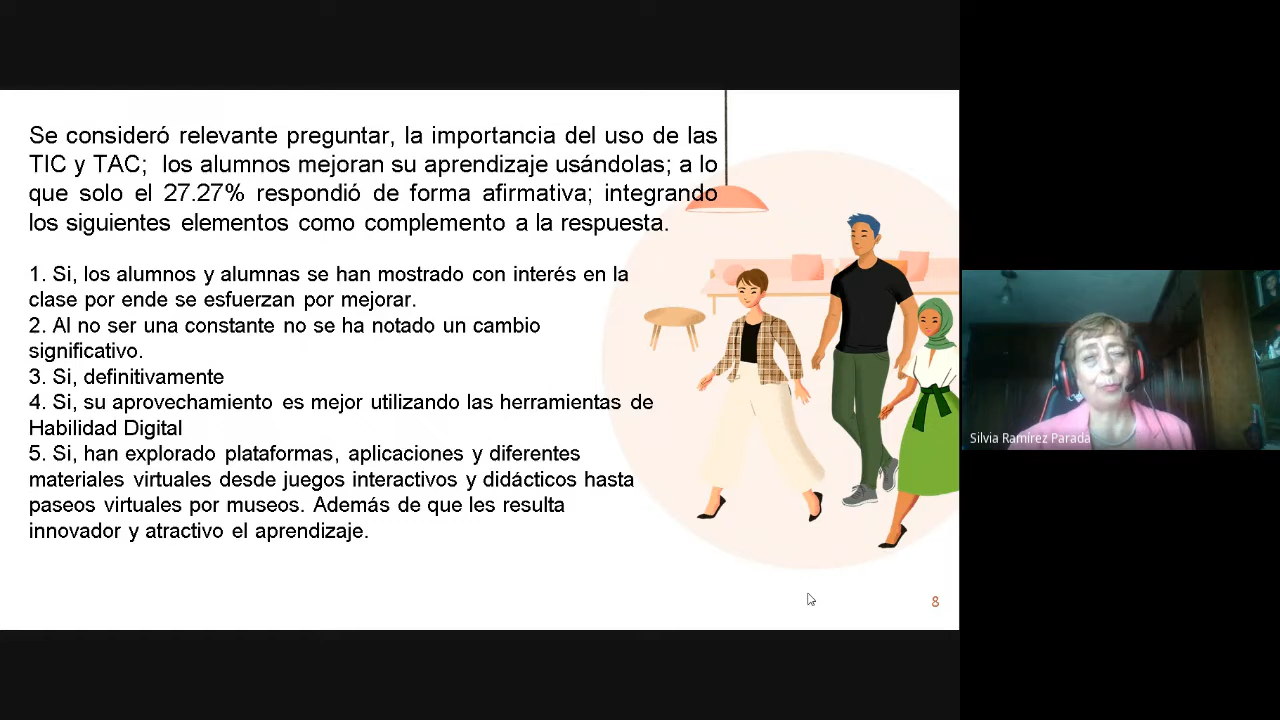 Se consideró relevante preguntar, la importancia del uso de las
TIC y TAC; los alumnos mejoran su aprendizaje usándolas; a lo
que solo el 27.27% respondió de forma afirmativa; integrando
los siguientes elementos como complemento a la respuesta.
1. Si, los alumnos y alumnas se han mostrado con interés en la
clase por ende se esfuerzan por mejorar.
2. Al no ser una constante no se ha notado un cambio
significativo.
3. Si, definitivamente
4. Si, su aprovechamiento es mejor utilizando las herramientas de
Habilidad Digital
5. Si, han explorado plataformas, aplicaciones y diferentes
materiales virtuales desde juegos interactivos y didácticos hasta
paseos virtuales por museos. Además de que les resulta
innovador y atractivo el aprendizaje.
8
Silvia Ramírez Parada